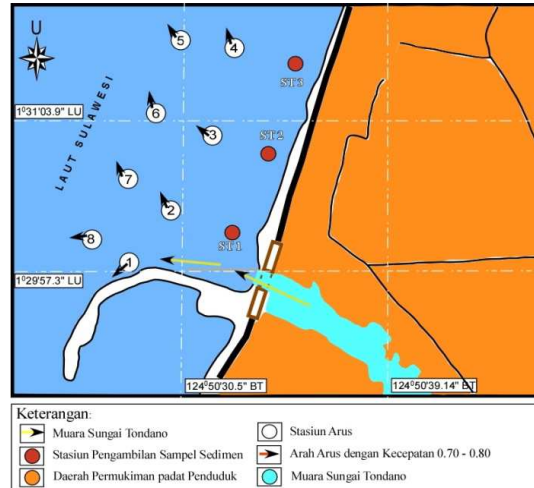 U
5
4
ST3
1⁰31'03.9" LU
6
3
ST2
LAUT SULAWESI
7
2
8
1
ST1
1⁰29'57.3" LU
124⁰50'30.5" BT
124⁰50'39.14" BT
Keterangan:
Muara Sungai Tondano
Stasiun Arus
Stasiun Pengambilan Sampel Sedimen
Arah Arus dengan Kecepatan 0.70 - 0.80
Daerah Permukiman padat Penduduk
Muara Sungai Tondano